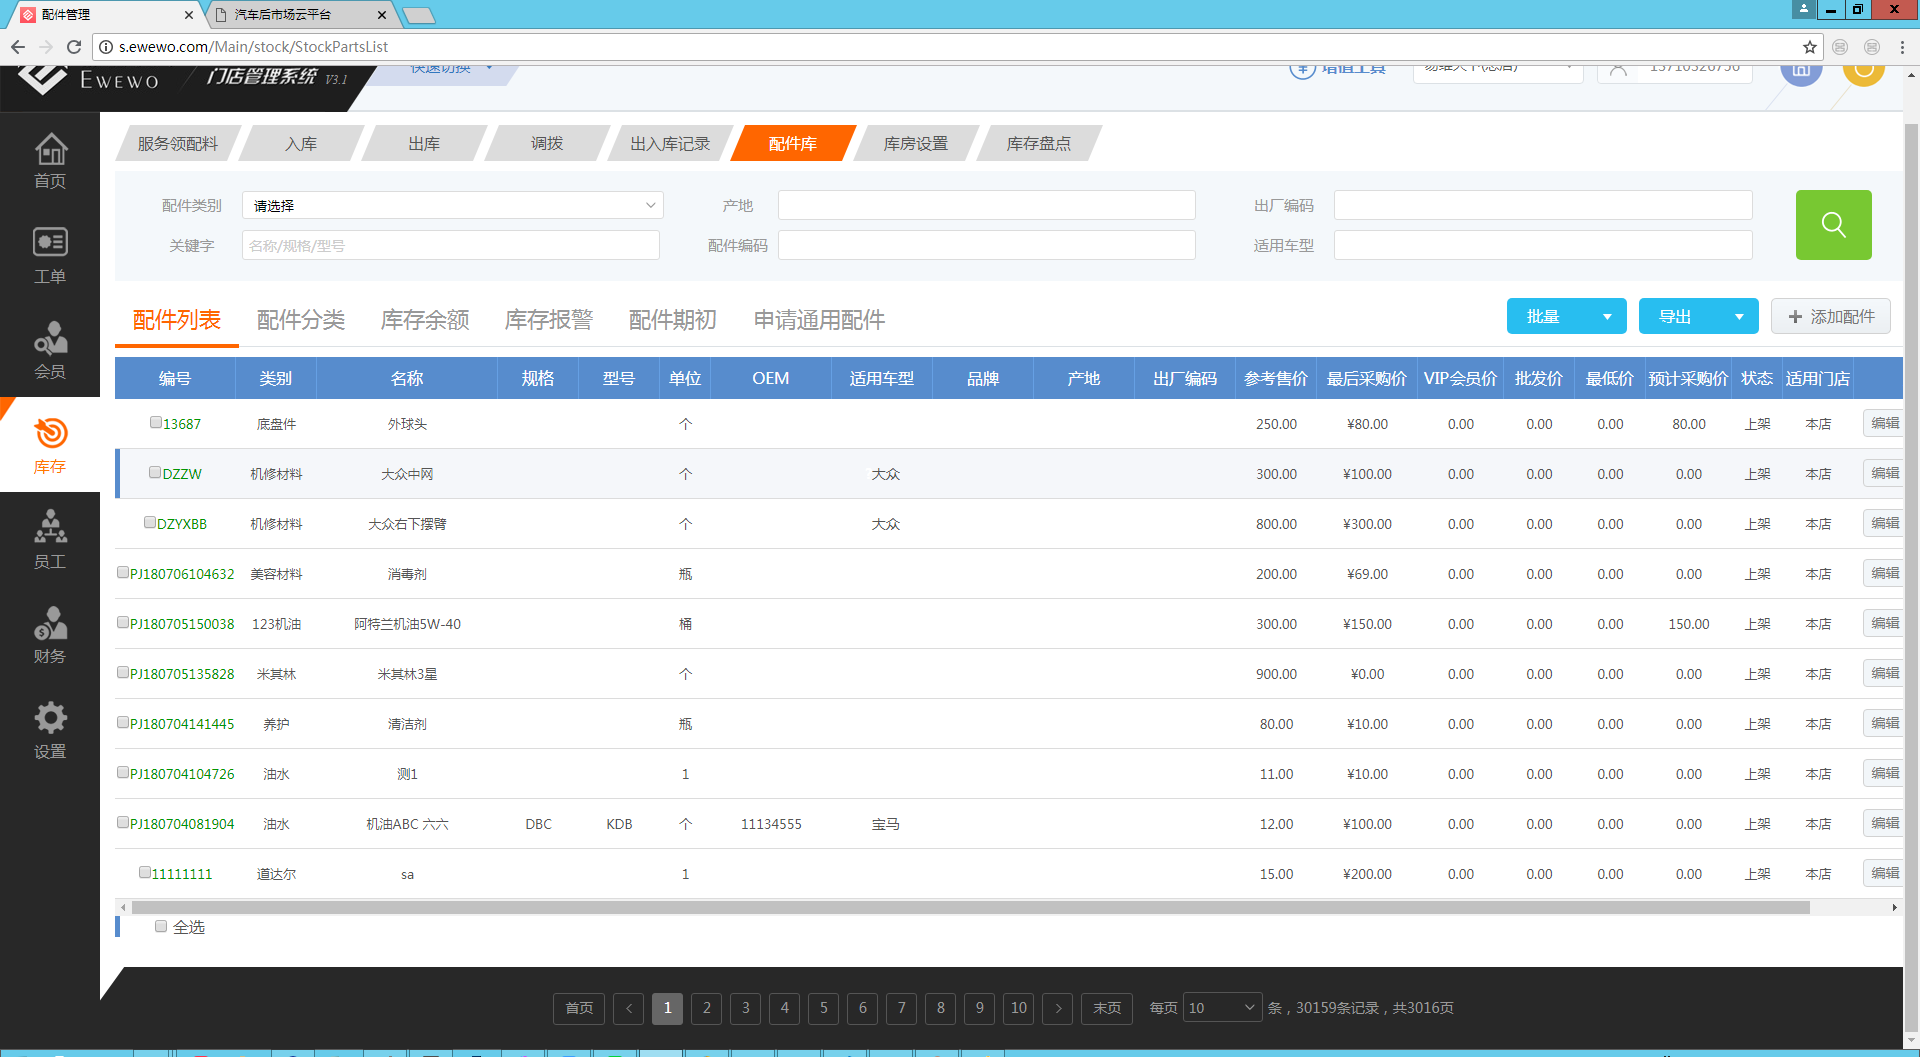 配件管理
汽车后市场云平台
s.ewewo.com/Main/stock/StockPartsList
EWEWO 门店管理系统 V3.1
快速切换
增值工具
首页
工单
会员
库存
员工
财务
设置
服务领配料 入库 出库 调拨 出入库记录 配件库 库房设置 库存盘点
配件类别 请选择 产地 出厂编码
关键字 名称/规格/型号 配件编码 适用车型
配件列表 配件分类 库存余额 库存报警 配件期初 申请通用配件 批量 导出 添加配件
编号 类别 名称 规格 型号 单位 OEM 适用车型 品牌 产地 出厂编码 参考售价 最后采购价 VIP会员价 批发价 最低价 预计采购价 状态 适用门店
13687 底盘件 外球头 个 250.00 ¥80.00 0.00 0.00 0.00 80.00 上架 本店 编辑
DZZW 机修材料 大众中网 个 大众 300.00 ¥100.00 0.00 0.00 0.00 0.00 上架 本店 编辑
DZYXBB 机修材料 大众右下摆臂 个 大众 800.00 ¥300.00 0.00 0.00 0.00 0.00 上架 本店 编辑
PJ180706104632 美容材料 消毒剂 瓶 200.00 ¥69.00 0.00 0.00 0.00 0.00 上架 本店 编辑
PJ180705150038 123机油 阿特兰机油5W-40 桶 300.00 ¥150.00 0.00 0.00 0.00 150.00 上架 本店 编辑
PJ180705135828 米其林 米其林3星 个 900.00 ¥0.00 0.00 0.00 0.00 0.00 上架 本店 编辑
PJ180704141445 养护 清洁剂 瓶 80.00 ¥10.00 0.00 0.00 0.00 0.00 上架 本店 编辑
PJ180704104726 油水 测1 1 11.00 ¥10.00 0.00 0.00 0.00 0.00 上架 本店 编辑
PJ180704081904 油水 机油ABC 六六 DBC KDB 个 11134555 宝马 12.00 ¥100.00 0.00 0.00 0.00 0.00 上架 本店 编辑
11111111 道达尔 sa 1 15.00 ¥200.00 0.00 0.00 0.00 0.00 上架 本店 编辑
全选
首页 < 1 2 3 4 5 6 7 8 9 10 > 末页 每页 10 条，30159条记录，共3016页